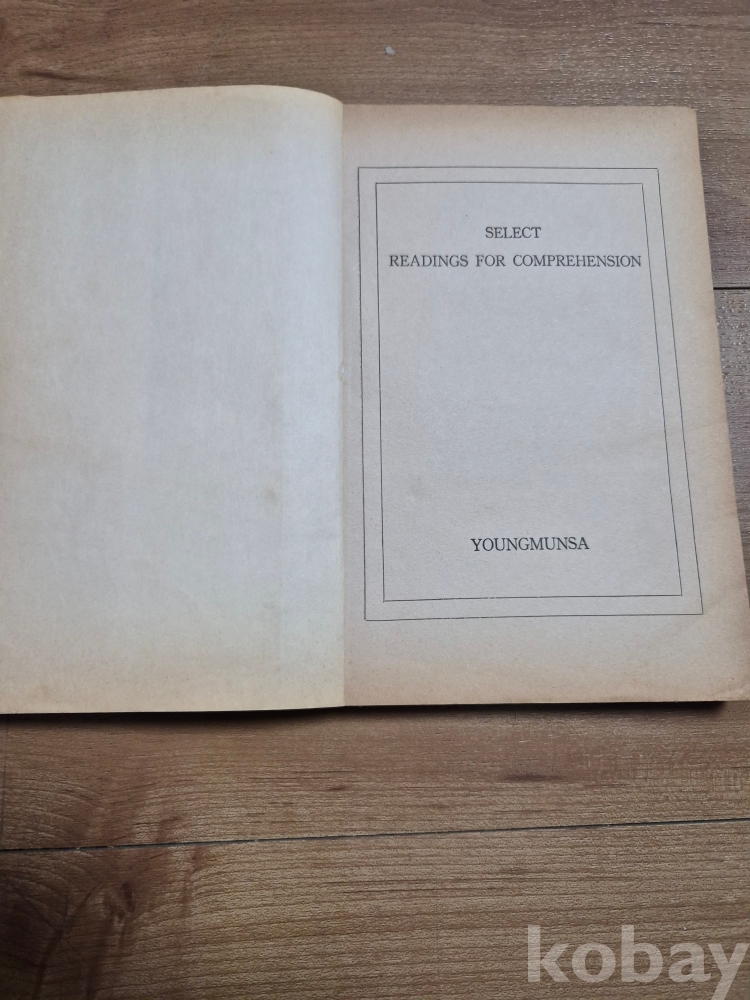 SELECT
READINGS FOR COMPREHENSION
YOUNGMUNSA
kobay